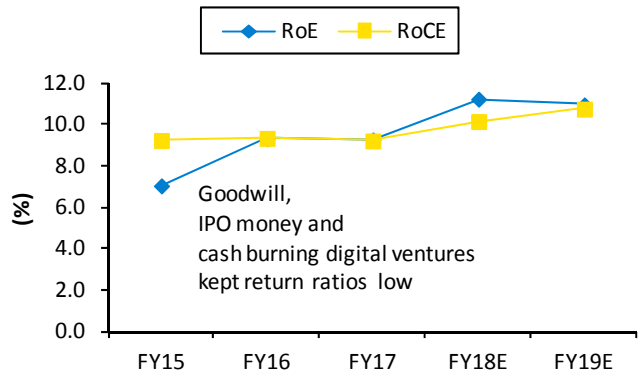 RoE RoCE
12.0
10.0
8.0
6.0
4.0
2.0
0.0
(%)
Goodwill,
IPO money and
cash burning digital ventures
kept return ratios low
FY15 FY16 FY17 FY18E FY19E